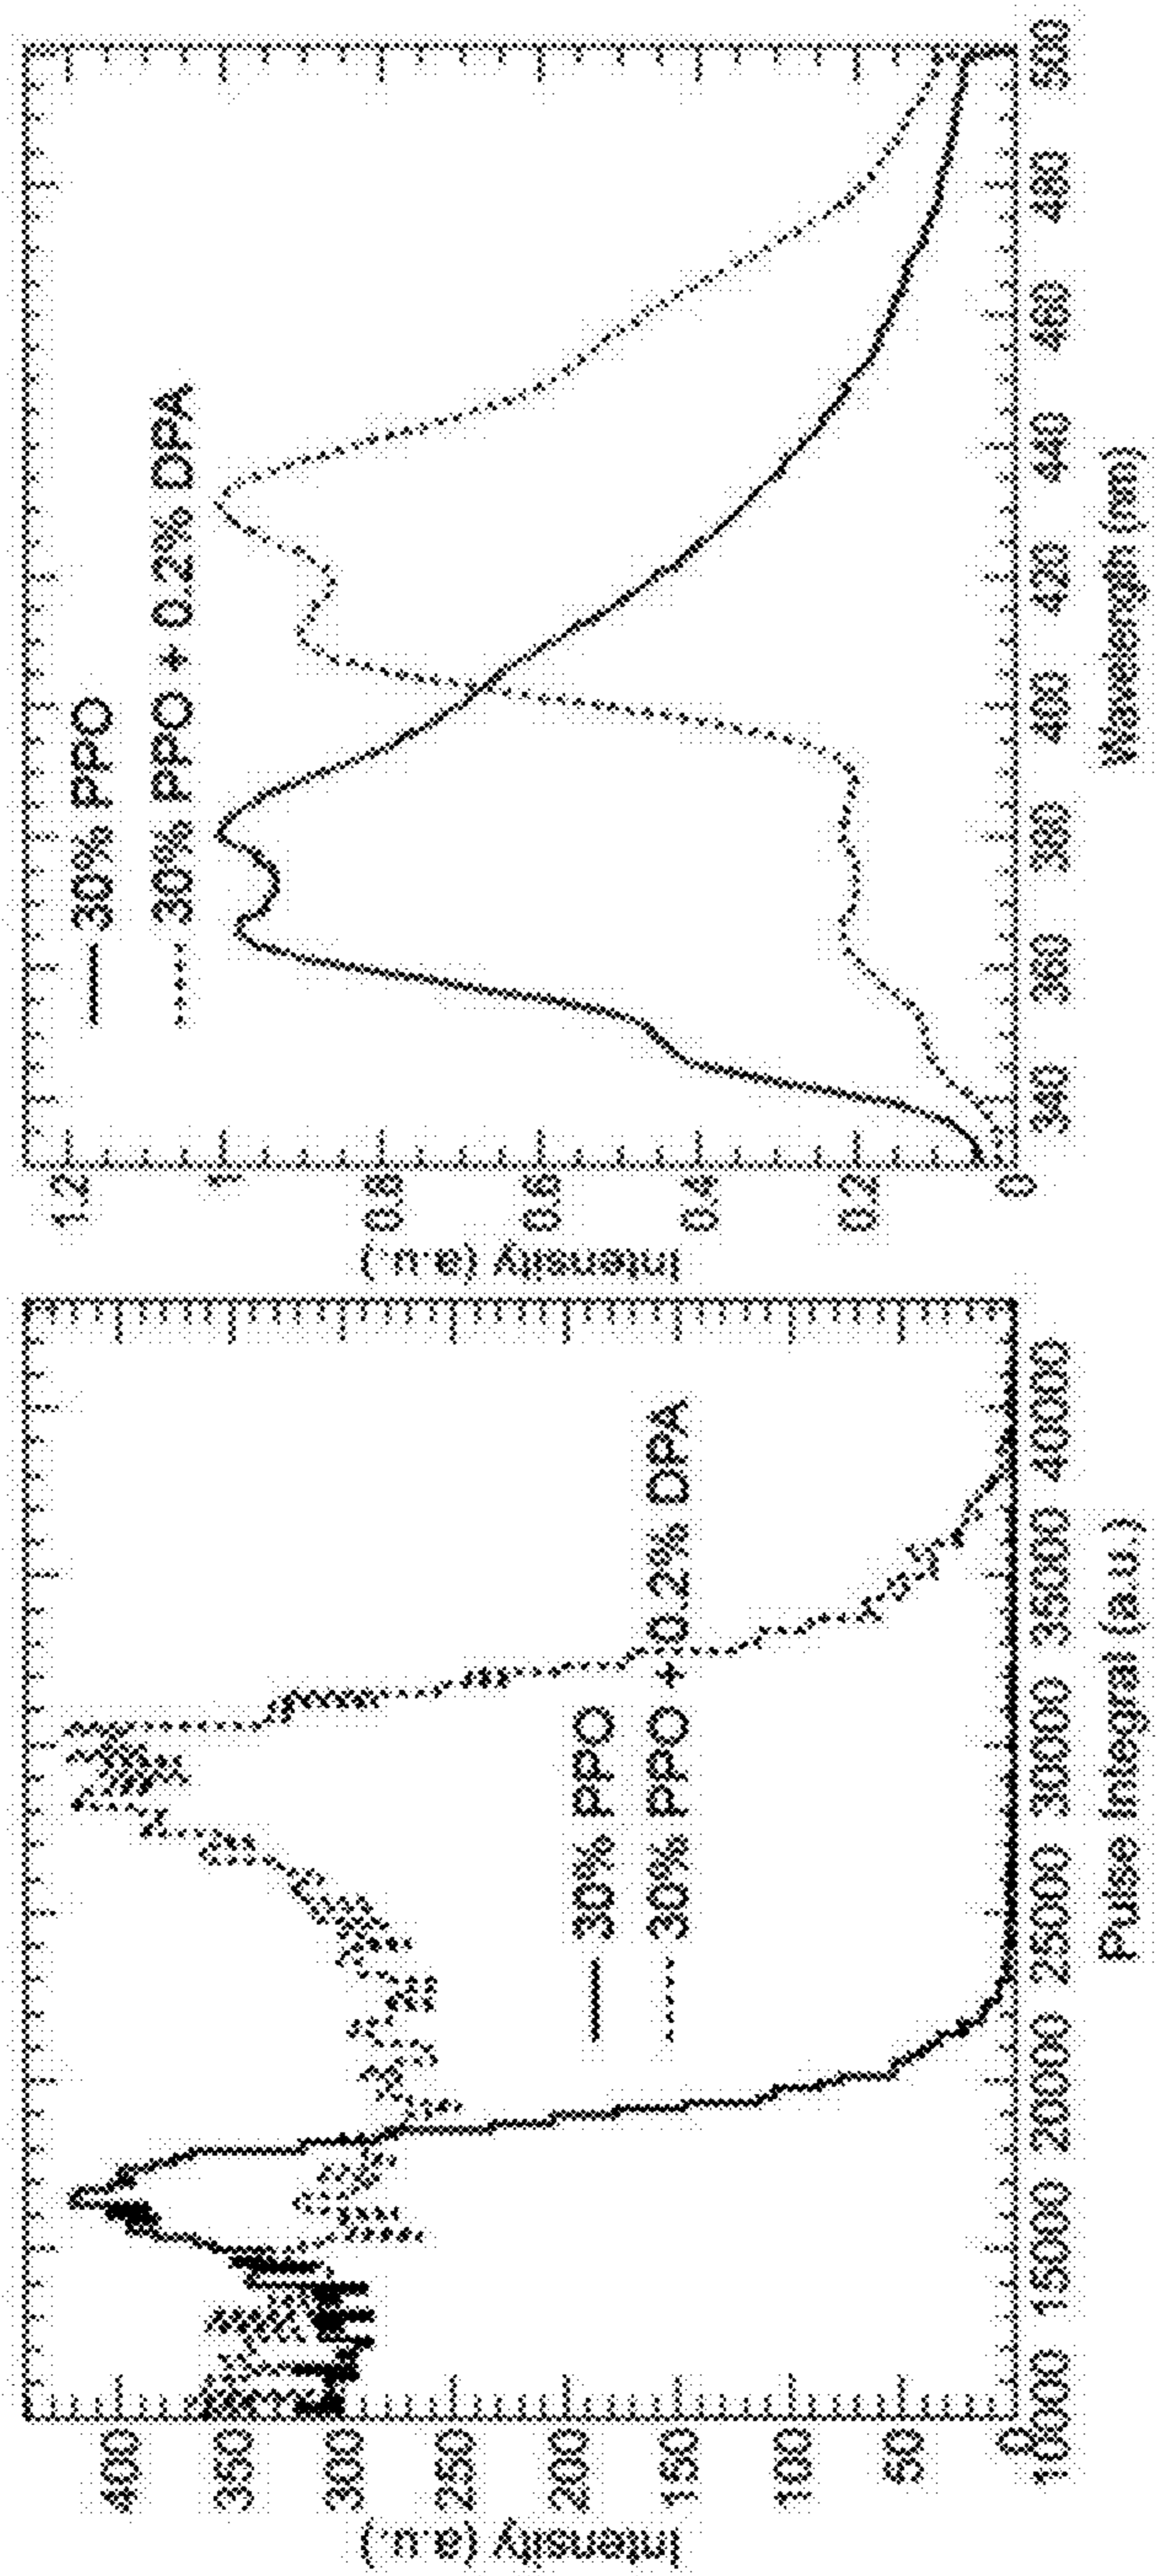 400
350
300
250
200
150
100
50
0
Intensity (a.u.)
30% PPO
30% PPO + 0.2% DPA
10000 15000 20000 25000 30000 35000 40000
Pulse Integral (a.u.)
1.2
1
0.8
0.6
0.4
0.2
0
Intensity (a.u.)
30% PPO
30% PPO + 0.2% DPA
340 360 380 400 420 440 460 480 500
Wavelength (nm)